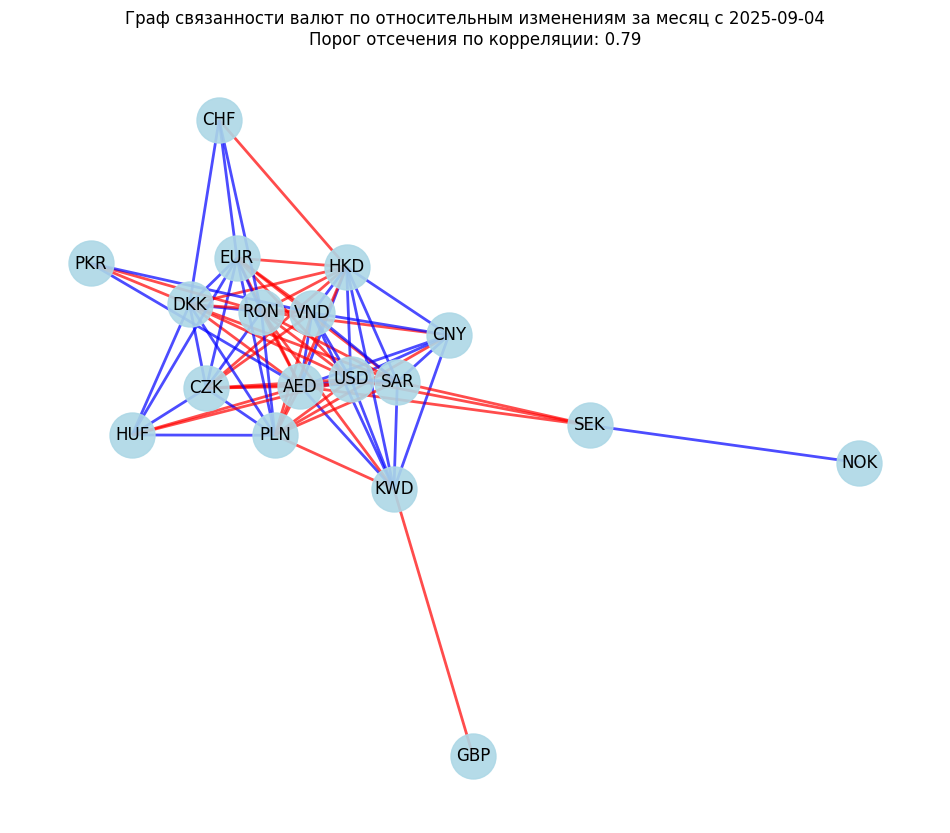 Граф связанности валют по относительным изменениям за месяц с 2025-09-04
Порог отсечения по корреляции: 0.79
CHF
EUR
PKR
HKD
DKK
RON
VND
CNY
USD
SAR
AED
CZK
SEK
HUF
PLN
NOK
KWD
GBP